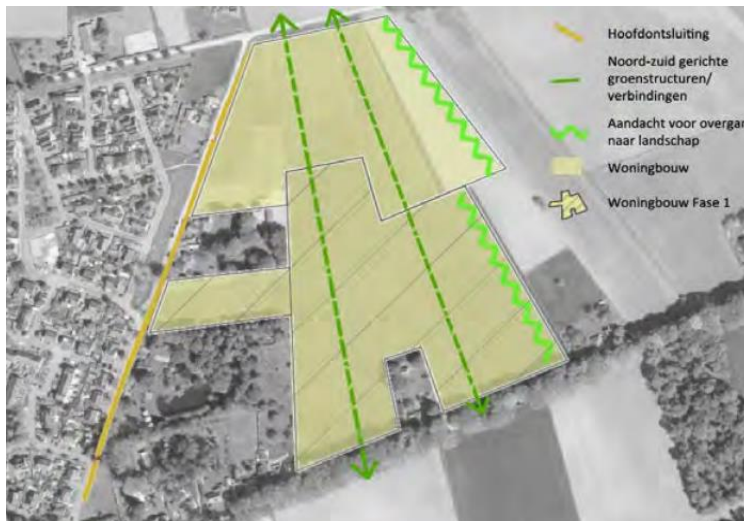 Hoofdontsluiting
Noord-zuid gerichte
groenstructuren/
verbindingen
Aandacht voor overgan
naar landschap
Woningbouw
Woningbouw Fase 1